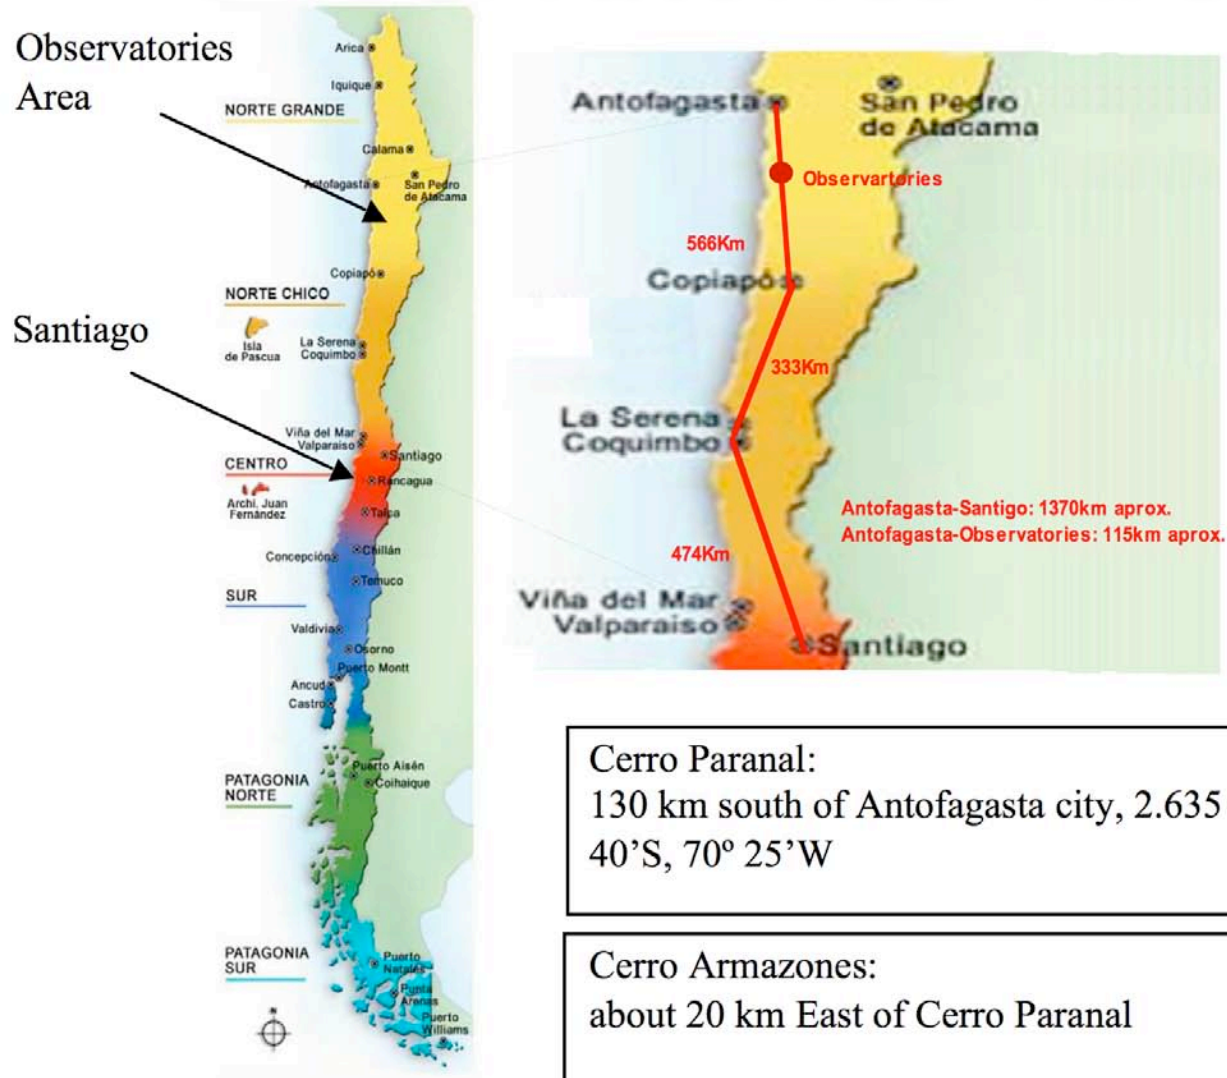 Observatories
Area
Santiago
Arica
Iquique
NORTE GRANDE
Calama
Antofagasta
San Pedro
de Atacama
Copiapó
NORTE CHICO
Isla
de Pascua
La Serena
Coquimbo
Viña del Mar
Valparaiso
Santiago
CENTRO
Rancagua
Archi. Juan
Fernández
Talca
Chillán
Concepción
Temuco
SUR
Valdivia
Osorno
Puerto Montt
Ancud
Castro
Puerto Aisén
Coihaique
PATAGONIA
NORTE
PATAGONIA
SUR
Puerto
Natales
Punta
Arenas
Puerto
Williams
Antofagasta
San Pedro
de Atacama
Observartories
566Km
Copiapó
333Km
La Serena
Coquimbo
Antofagasta-Santigo: 1370km aprox.
Antofagasta-Observatories: 115km aprox.
474Km
Viña del Mar
Valparaiso
Santiago
Cerro Paranal:
130 km south of Antofagasta city, 2.635
40’S, 70º 25’W
Cerro Armazones:
about 20 km East of Cerro Paranal